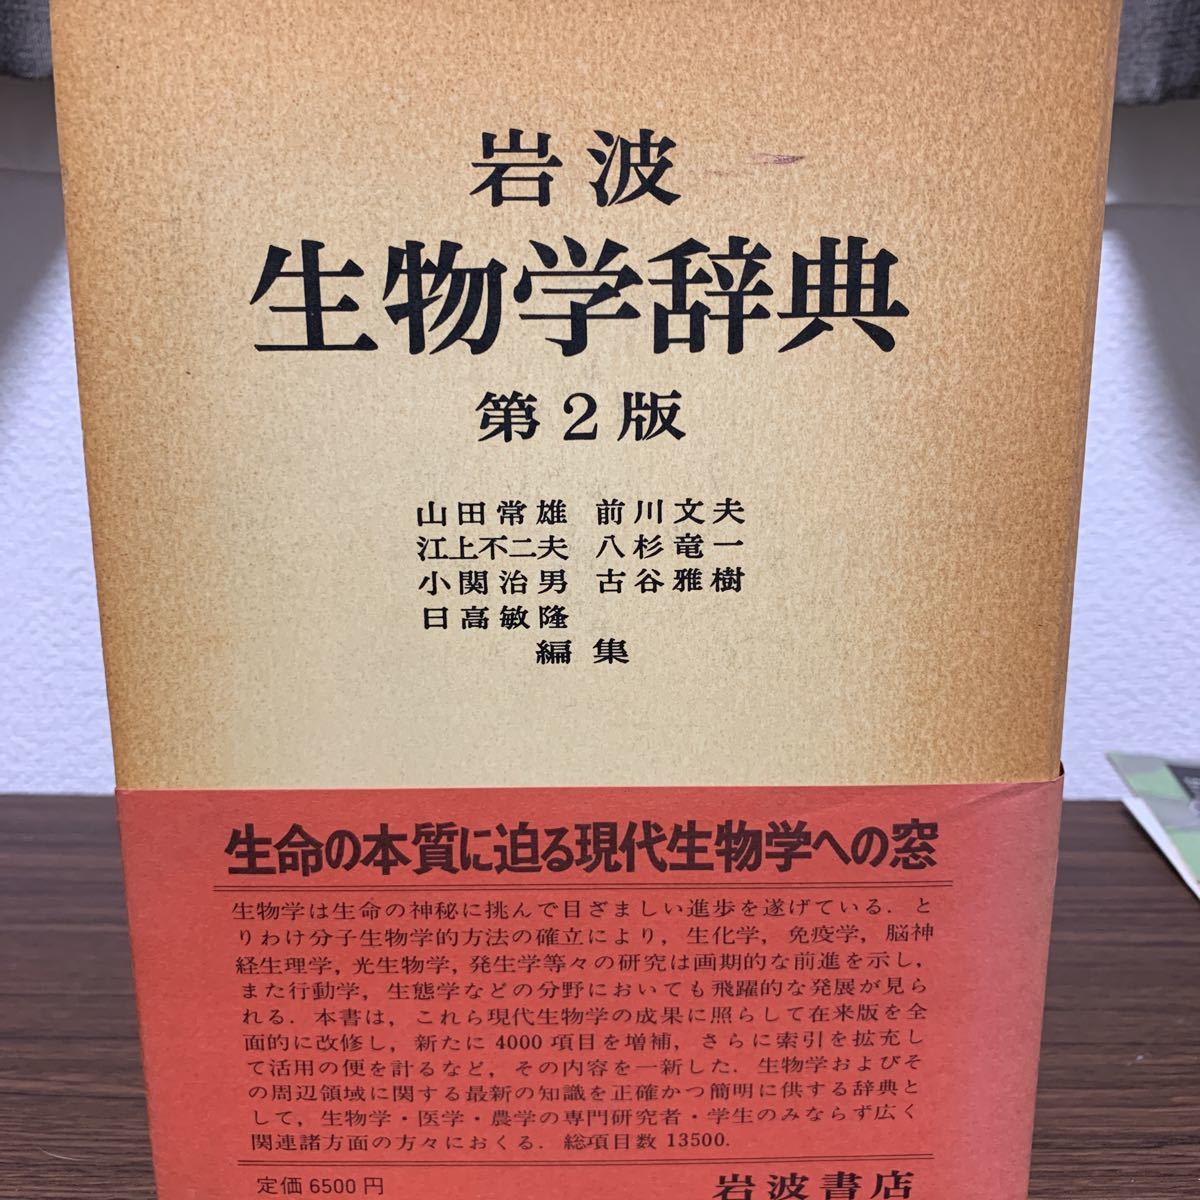 岩波
生物学辞典
第2版
山田常雄 前川文夫
江上不二夫 八杉竜一
小関治男 古谷雅樹
日高敏隆
編集
生命の本質に迫る現代生物学への窓
生物学は生命の神秘に挑んで目ざましい進歩を遂げている．と
りわけ分子生物学的方法の確立により，生化学，免疫学，脳神
経生理学，光生物学，発生学等々の研究は画期的な前進を示し，
また行動学，生態学などの分野においても飛躍的な発展が見ら
れる．本書は，これら現代生物学の成果に照らして在来版を全
面的に改修し，新たに 4000 項目を増補，さらに索引を拡充し
て活用の便を計るなど，その内容を一新した．生物学およびそ
の周辺領域に関する最新の知識を正確かつ簡明に供する辞典と
して，生物学・医学・農学の専門研究者・学生のみならず広く
関連諸方面の方々におくる．総項目数 13500.
定価 6500 円 岩波書店